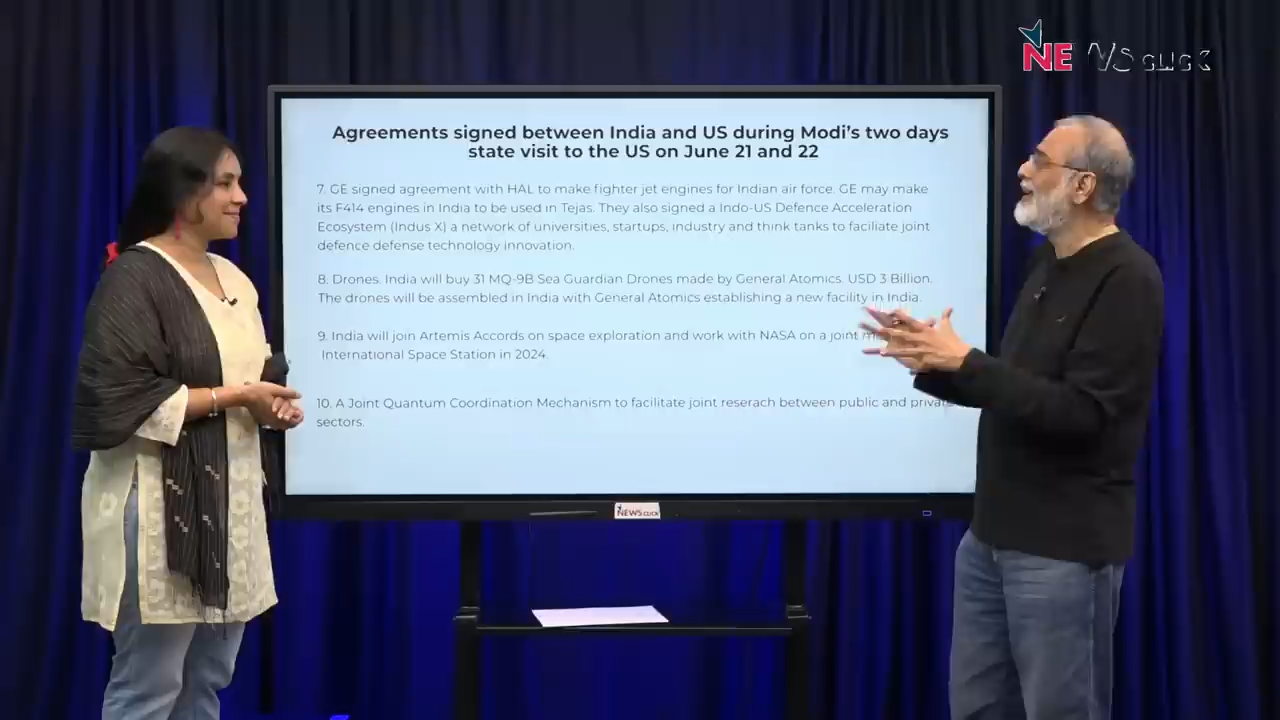 NEWSCLICK
Agreements signed between India and US during Modi's two days
state visit to the US on June 21 and 22
7. GE signed agreement with HAL to make fighter jet engines for Indian air force. GE may make
its F414 engines in India to be used in Tejas. They also signed a Indo-US Defence Acceleration
Ecosystem (Indus X) a network of universities, startups, industry and think tanks to faciliate joint
defence defense technology innovation.
8. Drones. India will buy 31 MQ-9B Sea Guardian Drones made by General Atomics. USD 3 Billion.
The drones will be assembled in India with General Atomics establishing a new facility in India.
9. India will join Artemis Accords on space exploration and work with NASA on a joint
International Space Station in 2024.
10. A Joint Quantum Coordination Mechanism to facilitate joint reserach between public and private
sectors.
NEWSCLICK